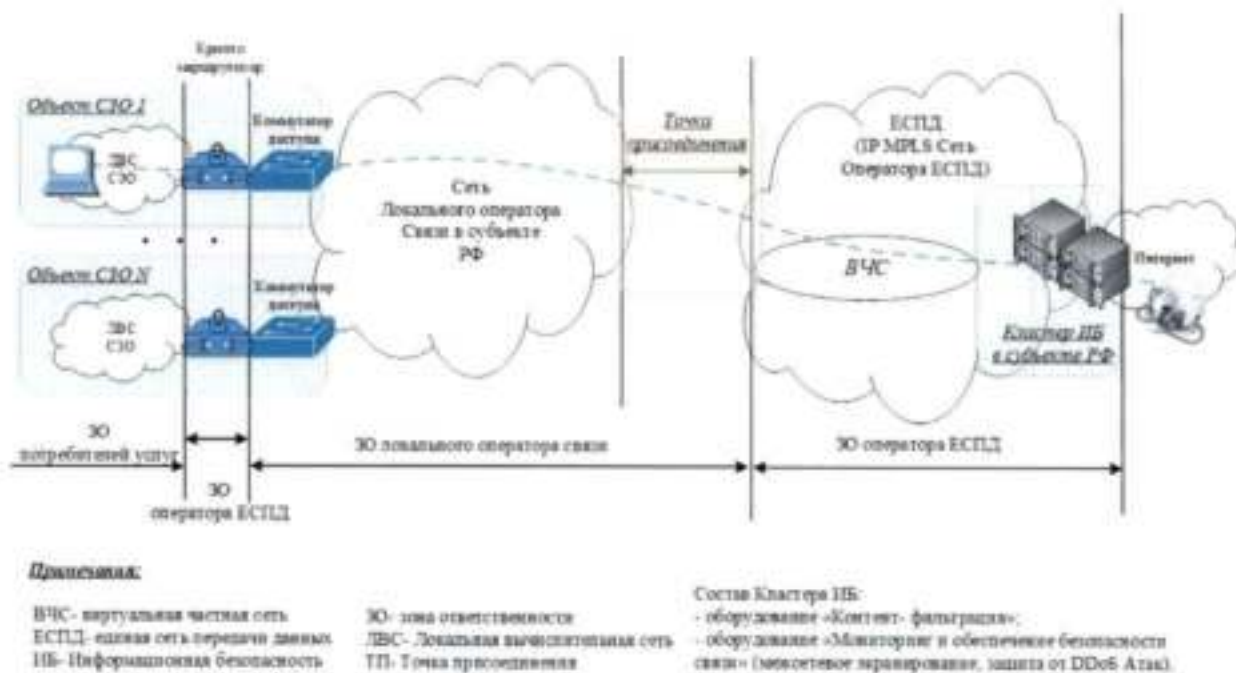 Крипто
маршрутизатор
Объект СЗО 1
Коммутатор
доступа
ЛВС
СЗО
Сеть
Локального оператора
Связи в субъекте
РФ
Точка
присоединения
ЕСПД
(IP MPLS Сеть
Оператора ЕСПД)
ВЧС
Интернет
Кластер ИБ
в субъекте РФ
Объект СЗО N
Коммутатор
доступа
ЛВС
СЗО
ЗО
потребителей услуг
ЗО
оператора ЕСПД
ЗО локального оператора связи
ЗО оператора ЕСПД
Примечания:
ВЧС- виртуальная частная сеть
ЕСПД- единая сеть передачи данных
ИБ- Информационная безопасность
ЗО- зона ответственности
ЛВС- Локальная вычислительная сеть
ТП- Точка присоединения
Состав Кластера ИБ:
- оборудование «Контент- фильтрация»;
- оборудование «Мониторинг и обеспечение безопасности
связи» (межсетевое экранирование, защита от DDoS Атак).